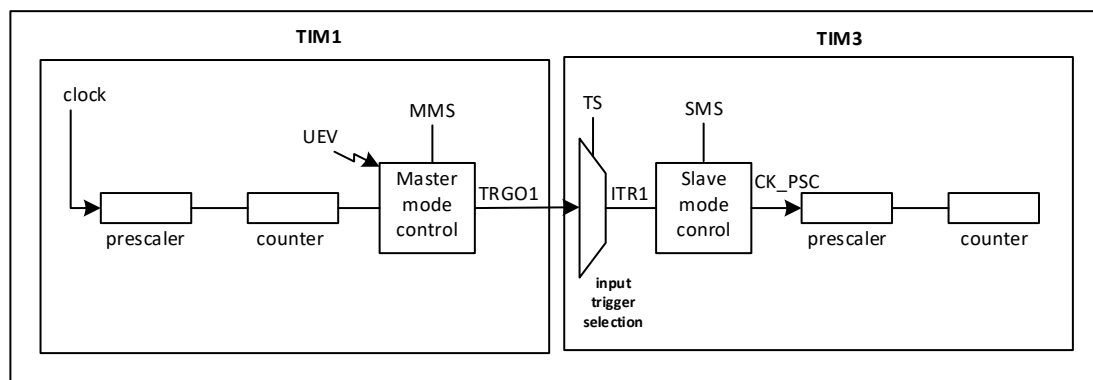 TIM1
TIM3
clock
UEV
MMS
TS
SMS
Master
mode
control
TRGO1
ITR1
Slave
mode
conrol
CK_PSC
prescaler
counter
prescaler
counter
input
trigger
selection